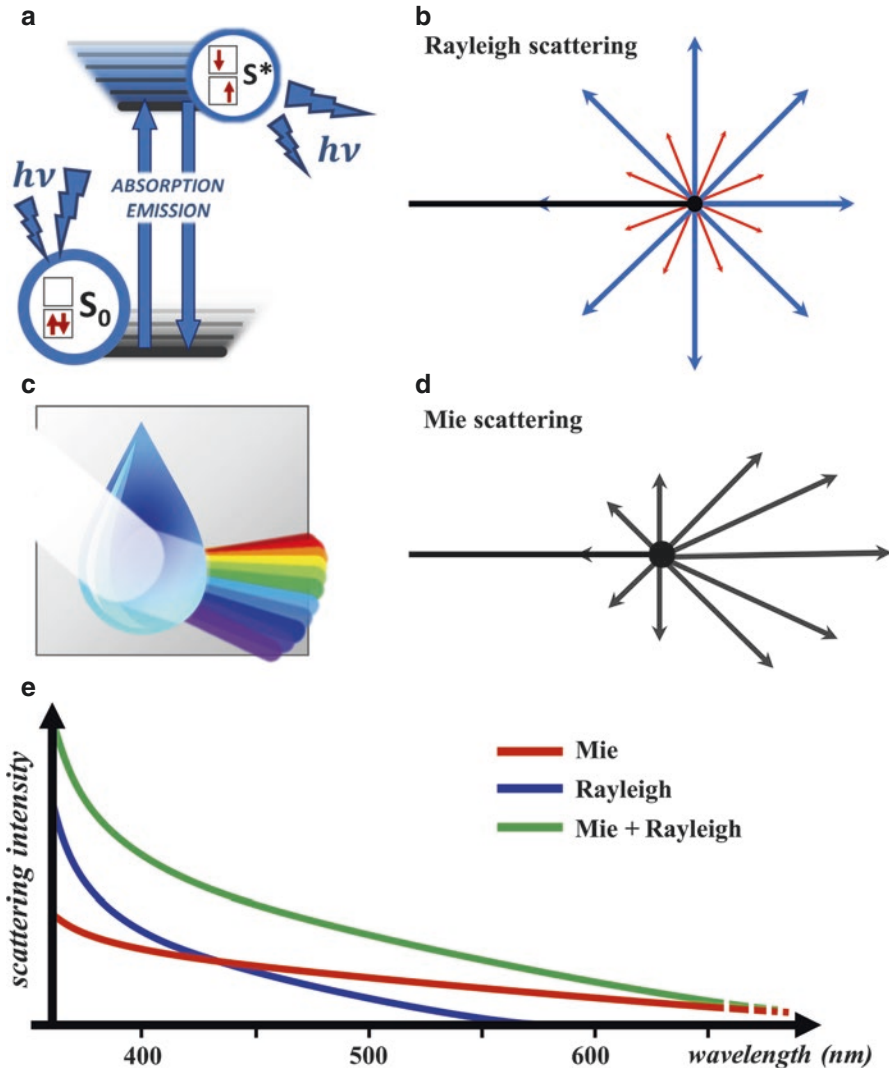 a
S*
hν
hν
ABSORPTION
EMISSION
S₀
b
Rayleigh scattering
c
d
Mie scattering
e
scattering intensity
Mie
Rayleigh
Mie + Rayleigh
400
500
600
wavelength (nm)